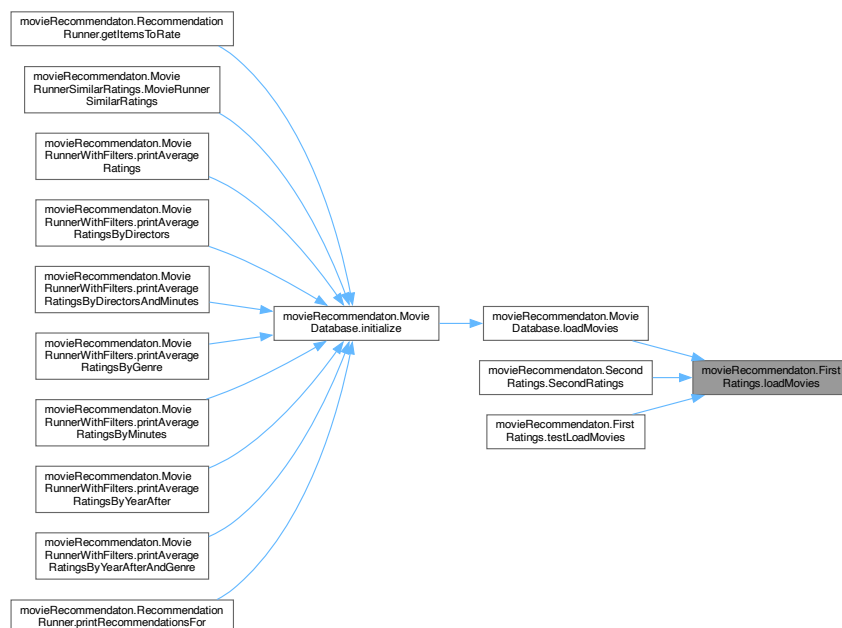 movieRecommendaton.Recommendation
Runner.getItemsToRate
movieRecommendaton.Movie
RunnerSimilarRatings.MovieRunner
SimilarRatings
movieRecommendaton.Movie
RunnerWithFilters.printAverage
Ratings
movieRecommendaton.Movie
RunnerWithFilters.printAverage
RatingsByDirectors
movieRecommendaton.Movie
RunnerWithFilters.printAverage
RatingsByDirectorsAndMinutes
movieRecommendaton.Movie
RunnerWithFilters.printAverage
RatingsByGenre
movieRecommendaton.Movie
RunnerWithFilters.printAverage
RatingsByMinutes
movieRecommendaton.Movie
RunnerWithFilters.printAverage
RatingsByYearAfter
movieRecommendaton.Movie
RunnerWithFilters.printAverage
RatingsByYearAfterAndGenre
movieRecommendaton.Recommendation
Runner.printRecommendationsFor
movieRecommendaton.Movie
Database.initialize
movieRecommendaton.Movie
Database.loadMovies
movieRecommendaton.Second
Ratings.SecondRatings
movieRecommendaton.First
Ratings.testLoadMovies
movieRecommendaton.First
Ratings.loadMovies